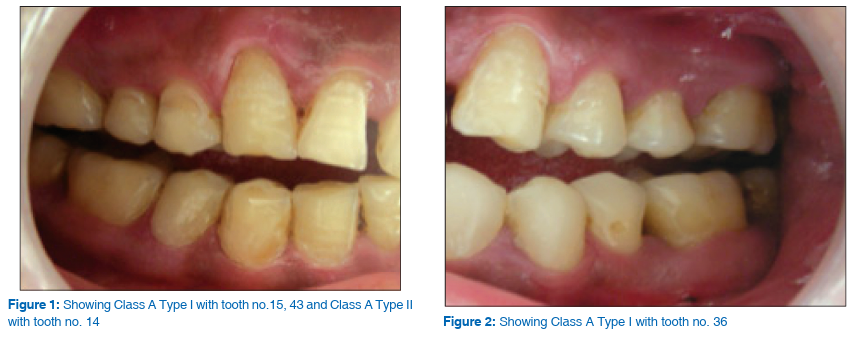 Figure 1: Showing Class A Type I with tooth no.15, 43 and Class A Type II
with tooth no. 14
Figure 2: Showing Class A Type I with tooth no. 36